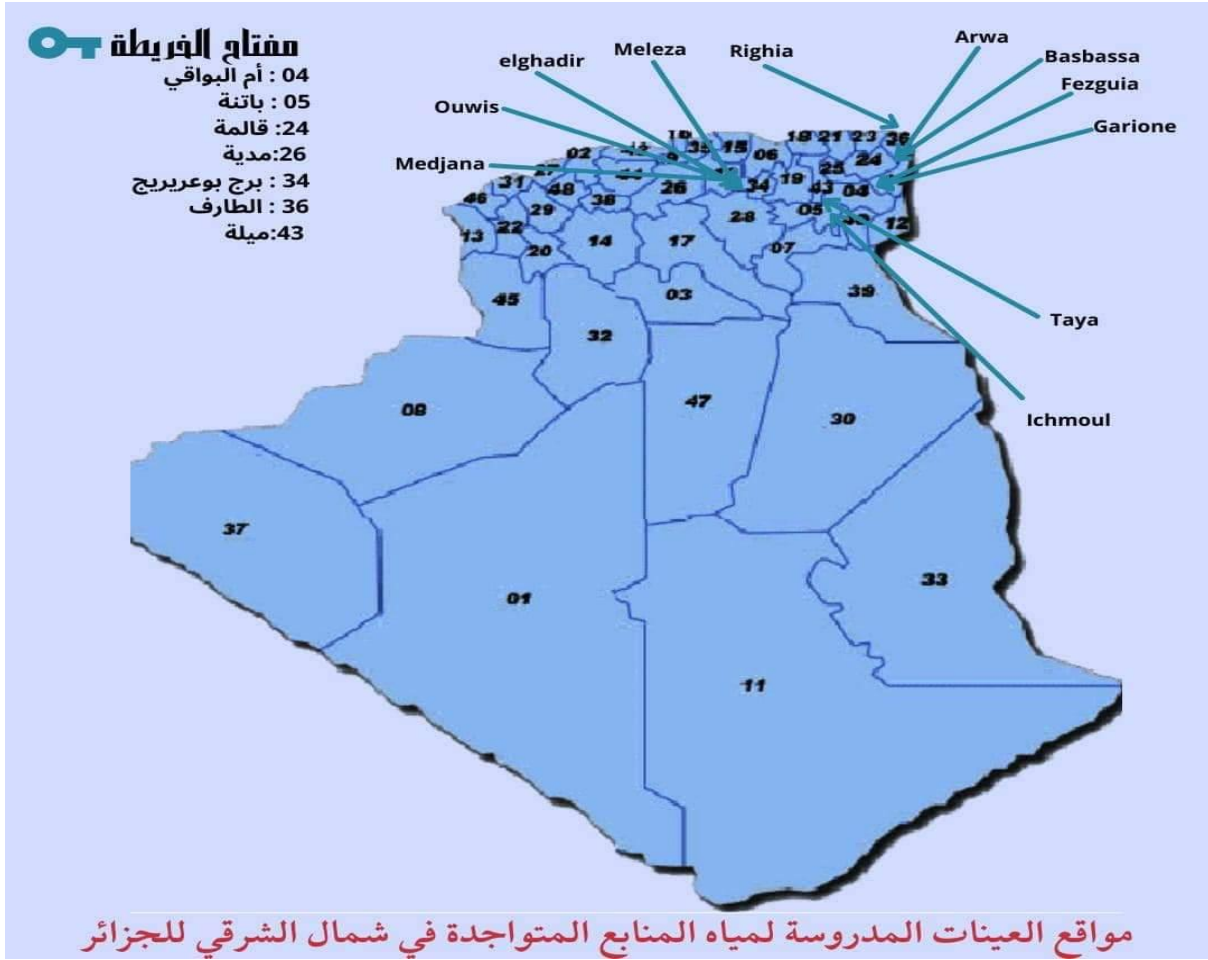 مفتاح الخريطة
04 : أم البواقي
05 : باتنة
24: قالمة
26:مدية
34 : برج بوعريريج
36 : الطارف
43:ميلة
Arwa
Meleza
Righia
elghadir
Basbassa
Fezguia
Ouwis
Garione
Medjana
18 21 23 36
35 15 06
02
25 24
31 48 26 34 19 43 04
46 29 38 28 05 12
13 22 20 14 17 07
45 03 39
Taya
32
47
08 30
Ichmoul
37
33
01
11
مواقع العينات المدروسة لمياه المنابع المتواجدة في شمال الشرقي للجزائر